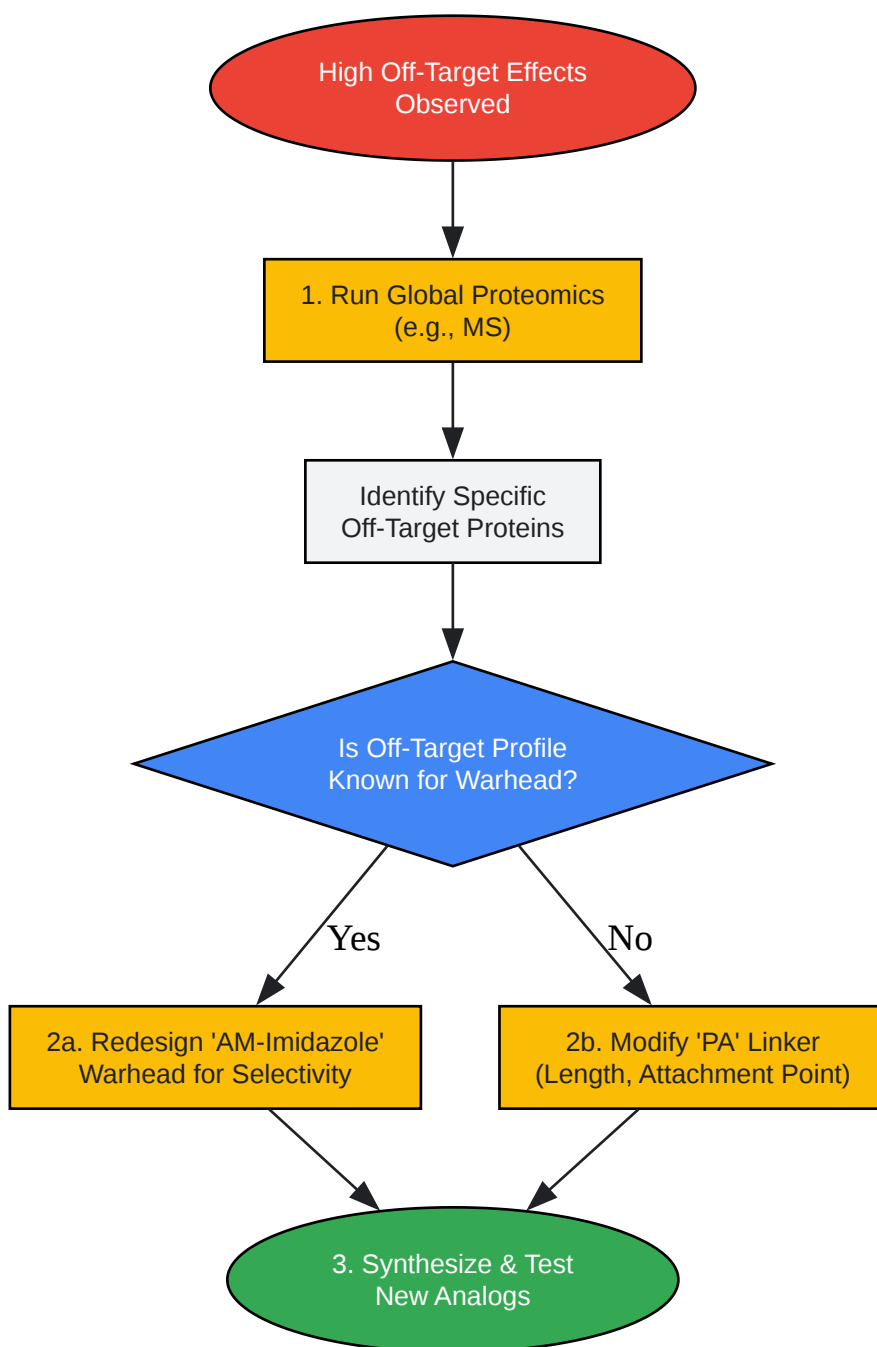 High Off-Target Effects
Observed
1. Run Global Proteomics
(e.g., MS)
Identify Specific
Off-Target Proteins
Is Off-Target Profile
Known for Warhead?
Yes
No
2a. Redesign 'AM-Imidazole'
Warhead for Selectivity
2b. Modify 'PA' Linker
(Length, Attachment Point)
3. Synthesize & Test
New Analogs